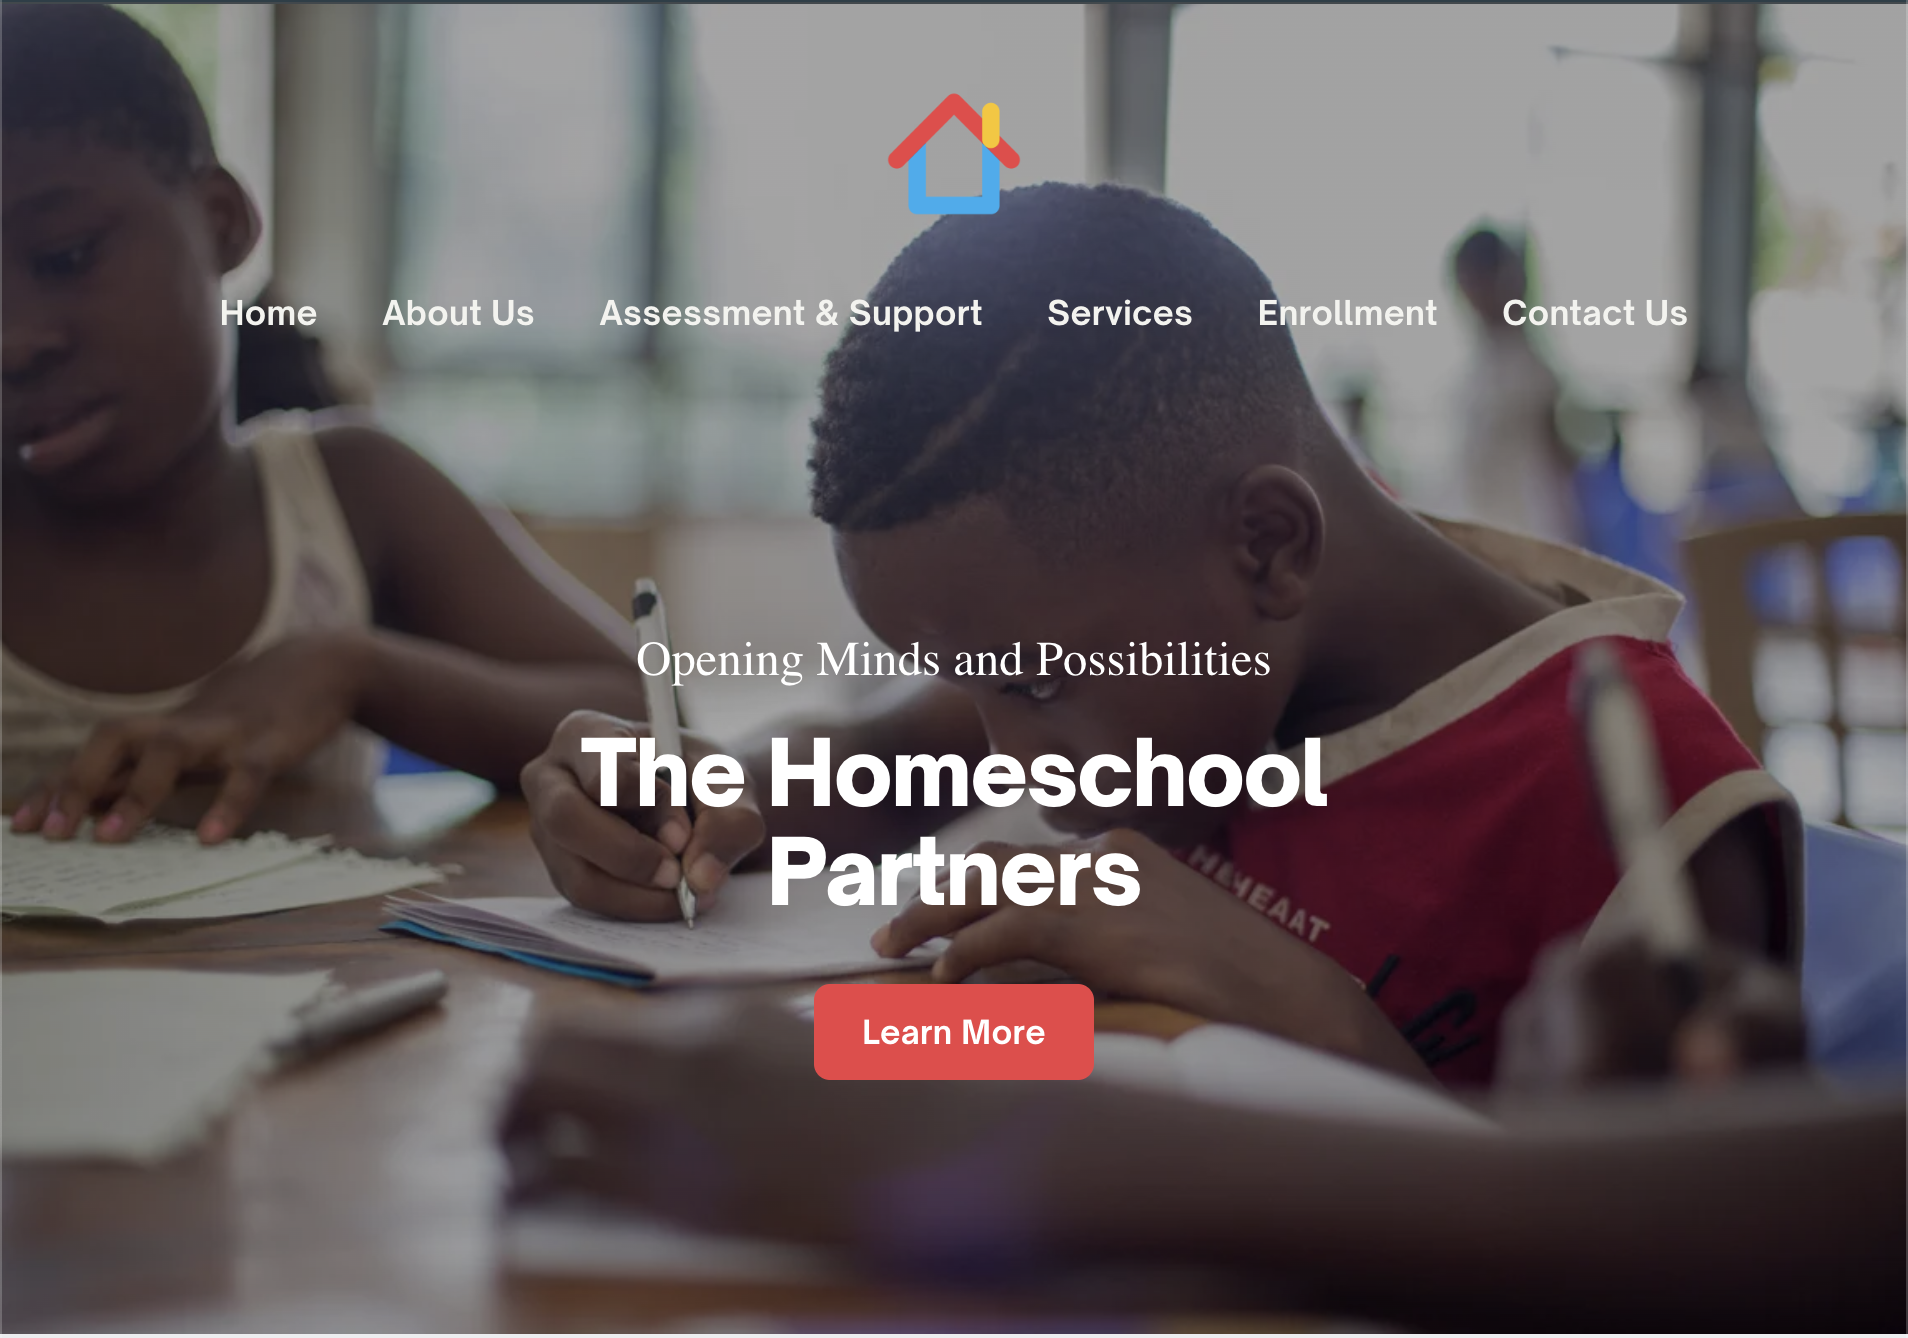 Home About Us Assessment & Support Services Enrollment Contact Us
Opening Minds and Possibilities
The Homeschool
Partners
Learn More